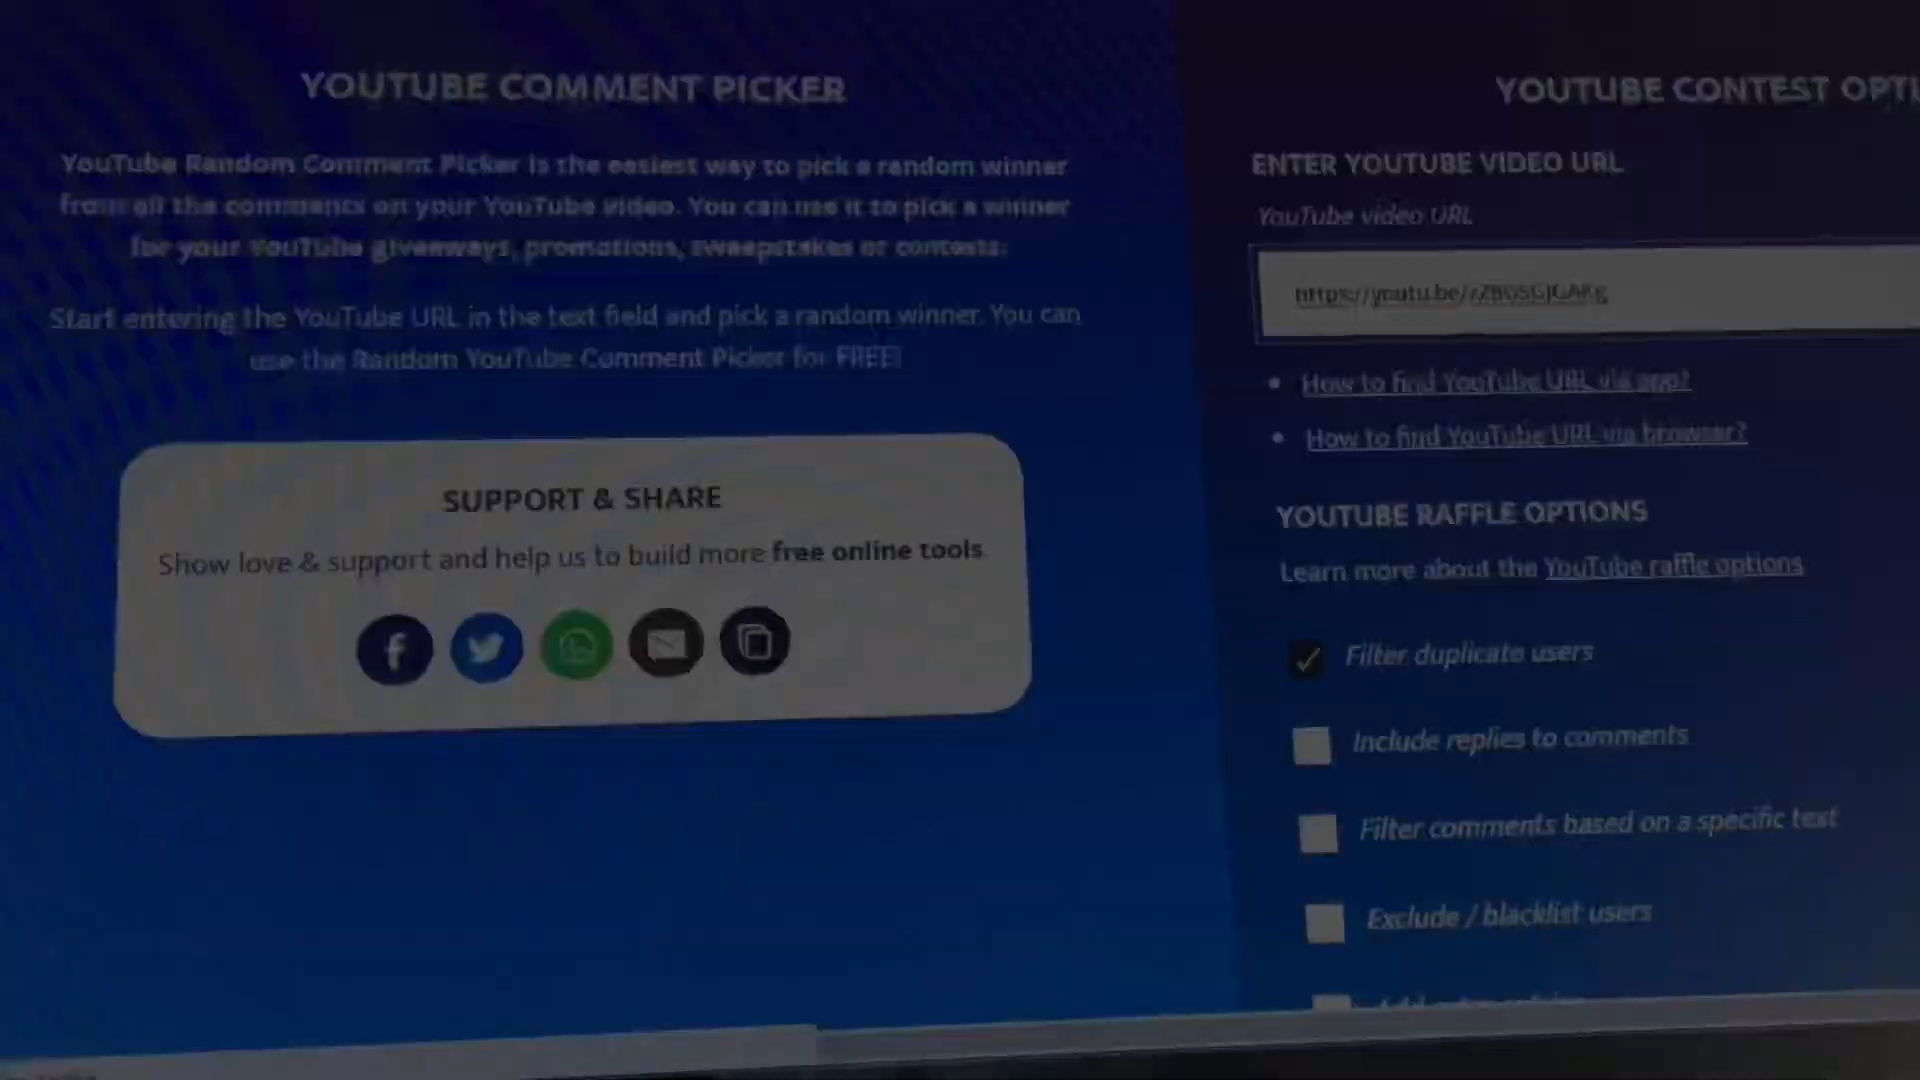 YOUTUBE COMMENT PICKER
YouTube Random Comment Picker is the easiest way to pick a random winner
from all the comments on your YouTube video. You can use it to pick a winner
for your YouTube giveaways, promotions, sweepstakes or contests.
Start entering the YouTube URL in the text field and pick a random winner. You can
use the Random YouTube Comment Picker for FREE!
SUPPORT & SHARE
Show love & support and help us to build more free online tools.
YOUTUBE CONTEST OPTI
ENTER YOUTUBE VIDEO URL
YouTube video URL
How to find YouTube URL via app?
How to find YouTube URL via browser?
YOUTUBE RAFFLE OPTIONS
Learn more about the YouTube raffle options
Filter duplicate users
Include replies to comments
Filter comments based on a specific text
Exclude / blacklist users